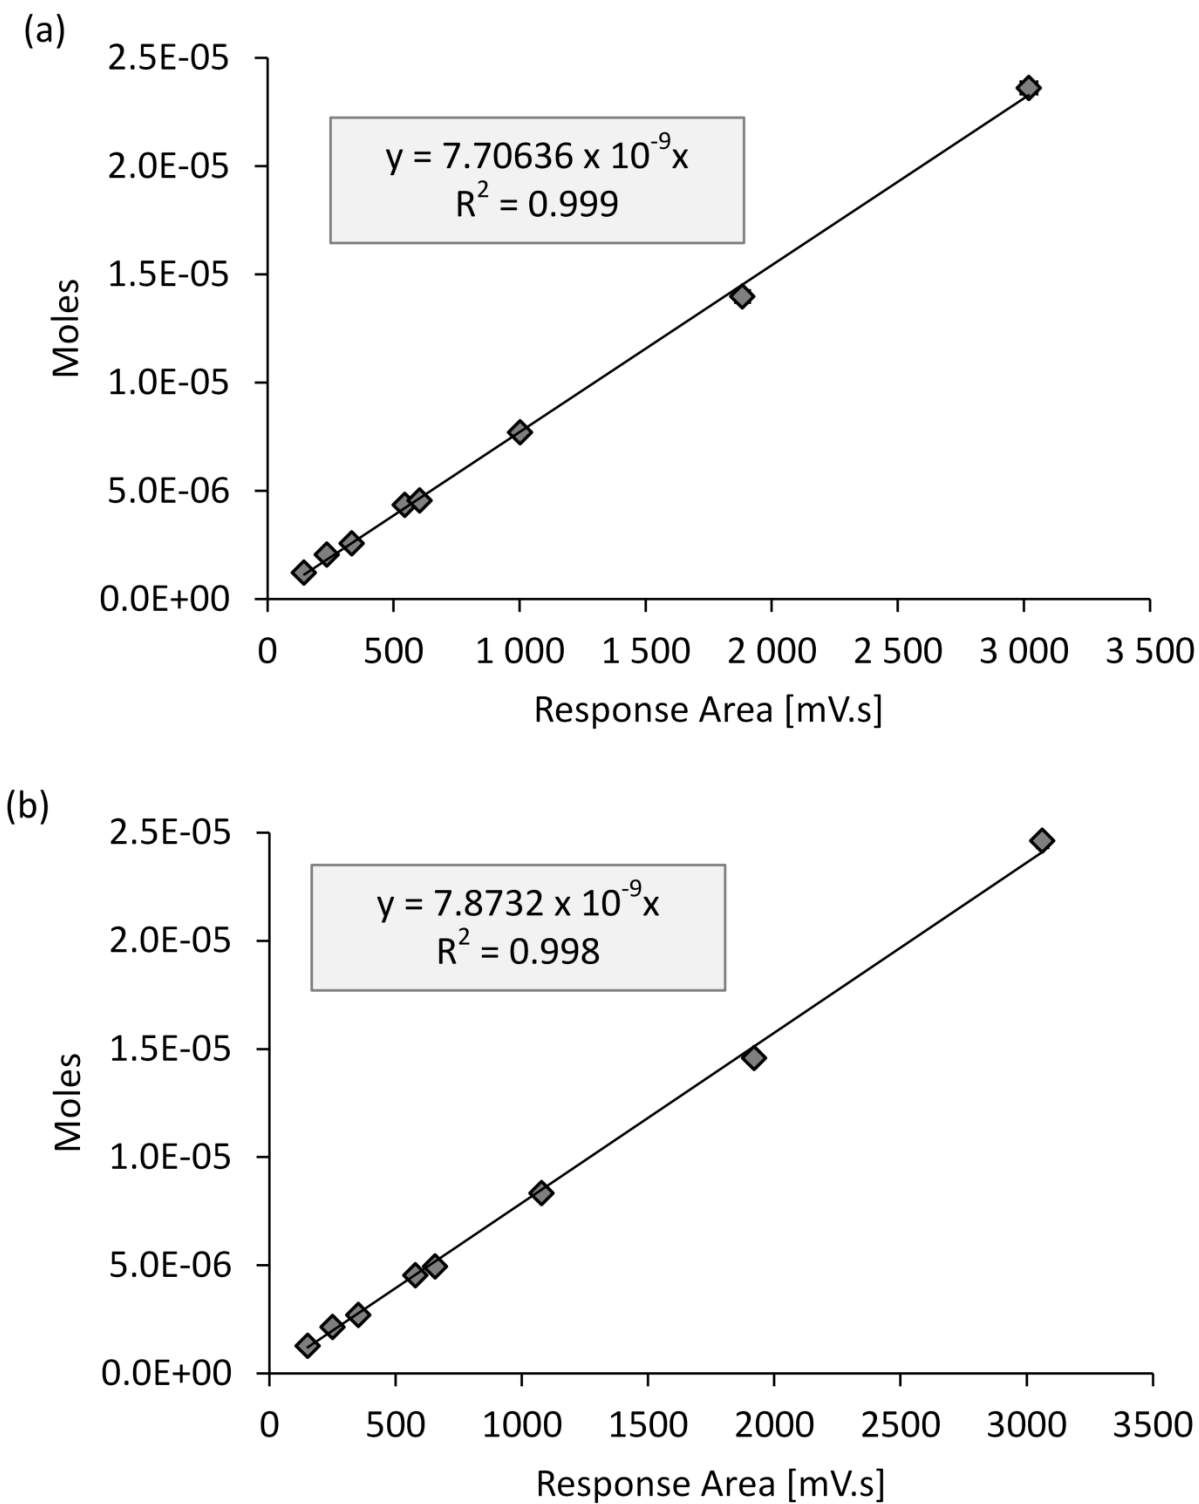 (a)
2.5E-05
y = 7.70636 x 10⁻⁹x
2.0E-05
R² = 0.999
1.5E-05
Moles
1.0E-05
5.0E-06
0.0E+00
0 500 1 000 1 500 2 000 2 500 3 000 3 500
Response Area [mV.s]
(b)
2.5E-05
y = 7.8732 x 10⁻⁹x
2.0E-05
R² = 0.998
1.5E-05
Moles
1.0E-05
5.0E-06
0.0E+00
0 500 1000 1500 2000 2500 3000 3500
Response Area [mV.s]